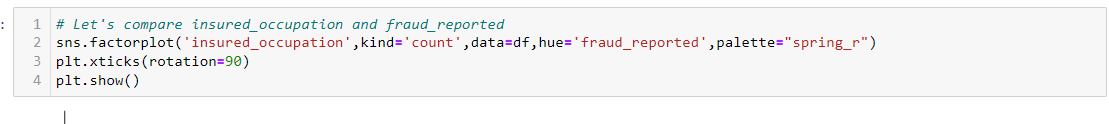 1 # Let's compare insured_occupation and fraud_reported
2 sns.factorplot('insured_occupation',kind='count',data=df,hue='fraud_reported',palette="spring_r")
3 plt.xticks(rotation=90)
4 plt.show()